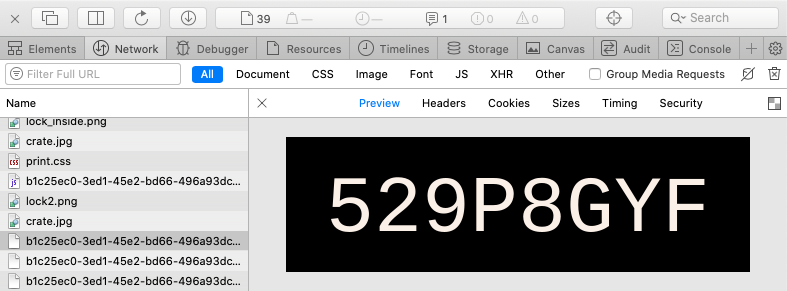 39 — — 1 0 0 Search
Elements Network Debugger Resources Timelines Storage Canvas Audit Console +
Filter Full URL All Document CSS Image Font JS XHR Other Group Media Requests
Name
Preview Headers Cookies Sizes Timing Security
lock_inside.png
crate.jpg
print.css
b1c25ec0-3ed1-45e2-bd66-496a93dc...
lock2.png
crate.jpg
b1c25ec0-3ed1-45e2-bd66-496a93dc...
b1c25ec0-3ed1-45e2-bd66-496a93dc...
b1c25ec0-3ed1-45e2-bd66-496a93dc...
529P8GYF